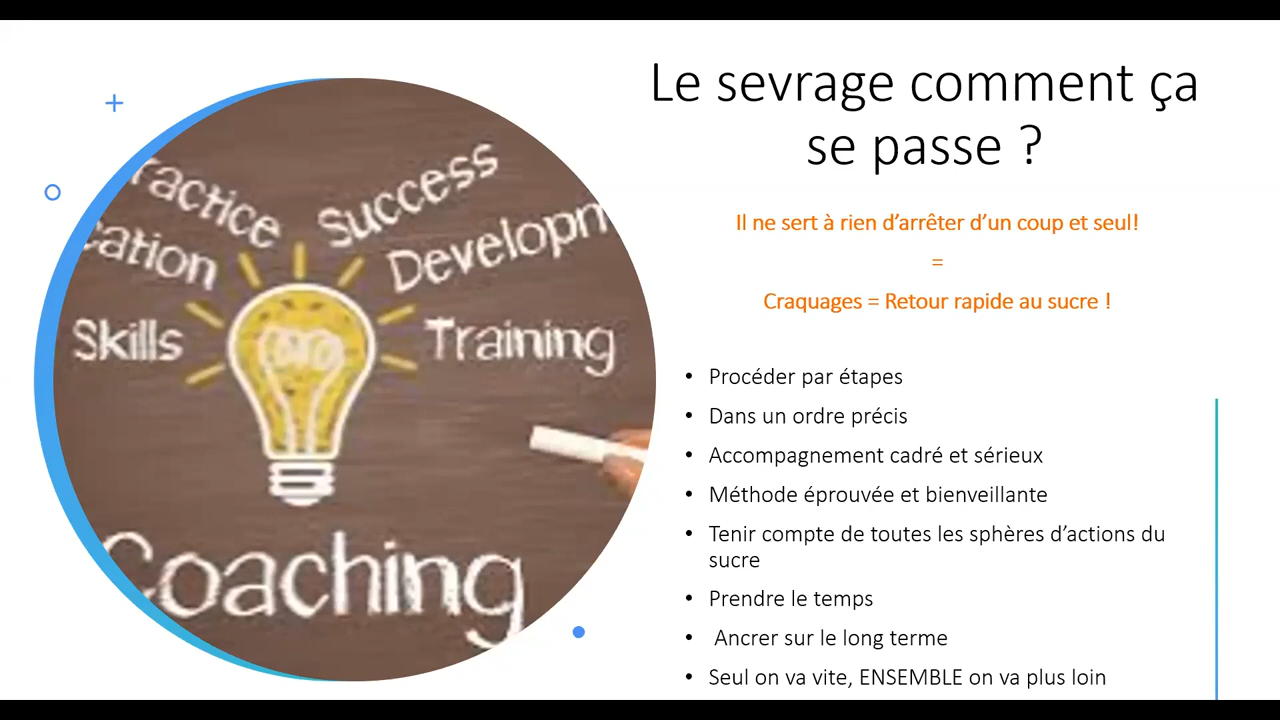 Le sevrage comment ça
se passe ?
Il ne sert à rien d'arrêter d'un coup et seul!
=
Craquages = Retour rapide au sucre !
• Procéder par étapes
• Dans un ordre précis
• Accompagnement cadré et sérieux
• Méthode éprouvée et bienveillante
• Tenir compte de toutes les sphères d'actions du
sucre
• Prendre le temps
• Ancrer sur le long terme
• Seul on va vite, ENSEMBLE on va plus loin
ractice
Success
cation
Developm
Skills
Training
Coaching